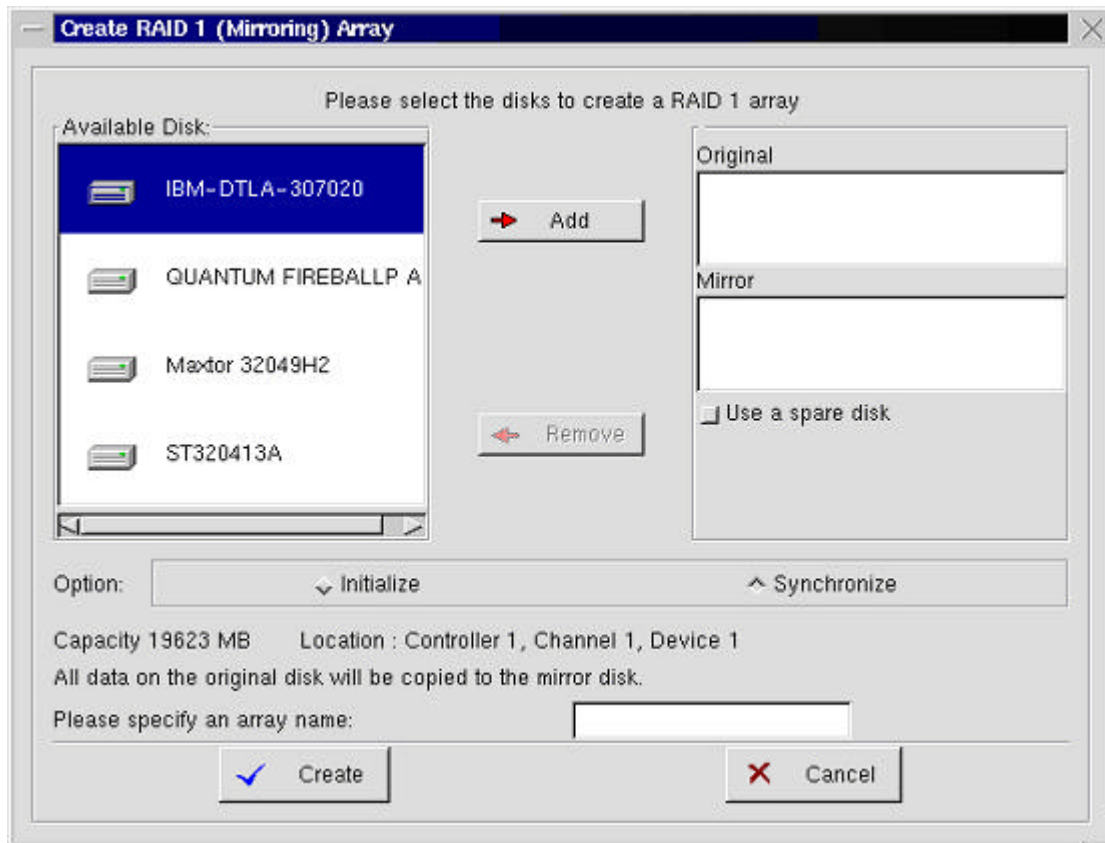 Create RAID 1 (Mirroring) Array
Please select the disks to create a RAID 1 array
Available Disk:
IBM-DTLA-307020
QUANTUM FIREBALLP A
Maxtor 32049H2
ST320413A
Add
Remove
Original
Mirror
Use a spare disk
Option:
Initialize
Synchronize
Capacity 19623 MB Location : Controller 1, Channel 1, Device 1
All data on the original disk will be copied to the mirror disk.
Please specify an array name:
Create
Cancel